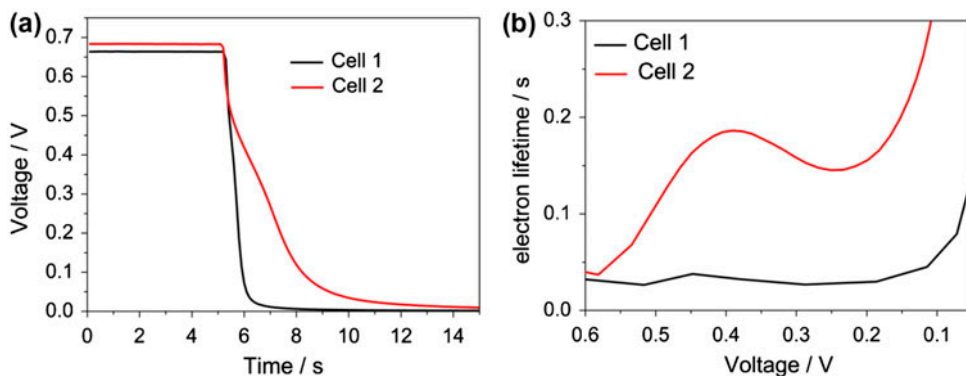 (a)
Voltage / V
0.7
0.6
0.5
0.4
0.3
0.2
0.1
0.0
Cell 1
Cell 2
0 2 4 6 8 10 12 14
Time / s
(b)
electron lifetime / s
0.3
0.2
0.1
0.0
Cell 1
Cell 2
0.6 0.5 0.4 0.3 0.2 0.1
Voltage / V